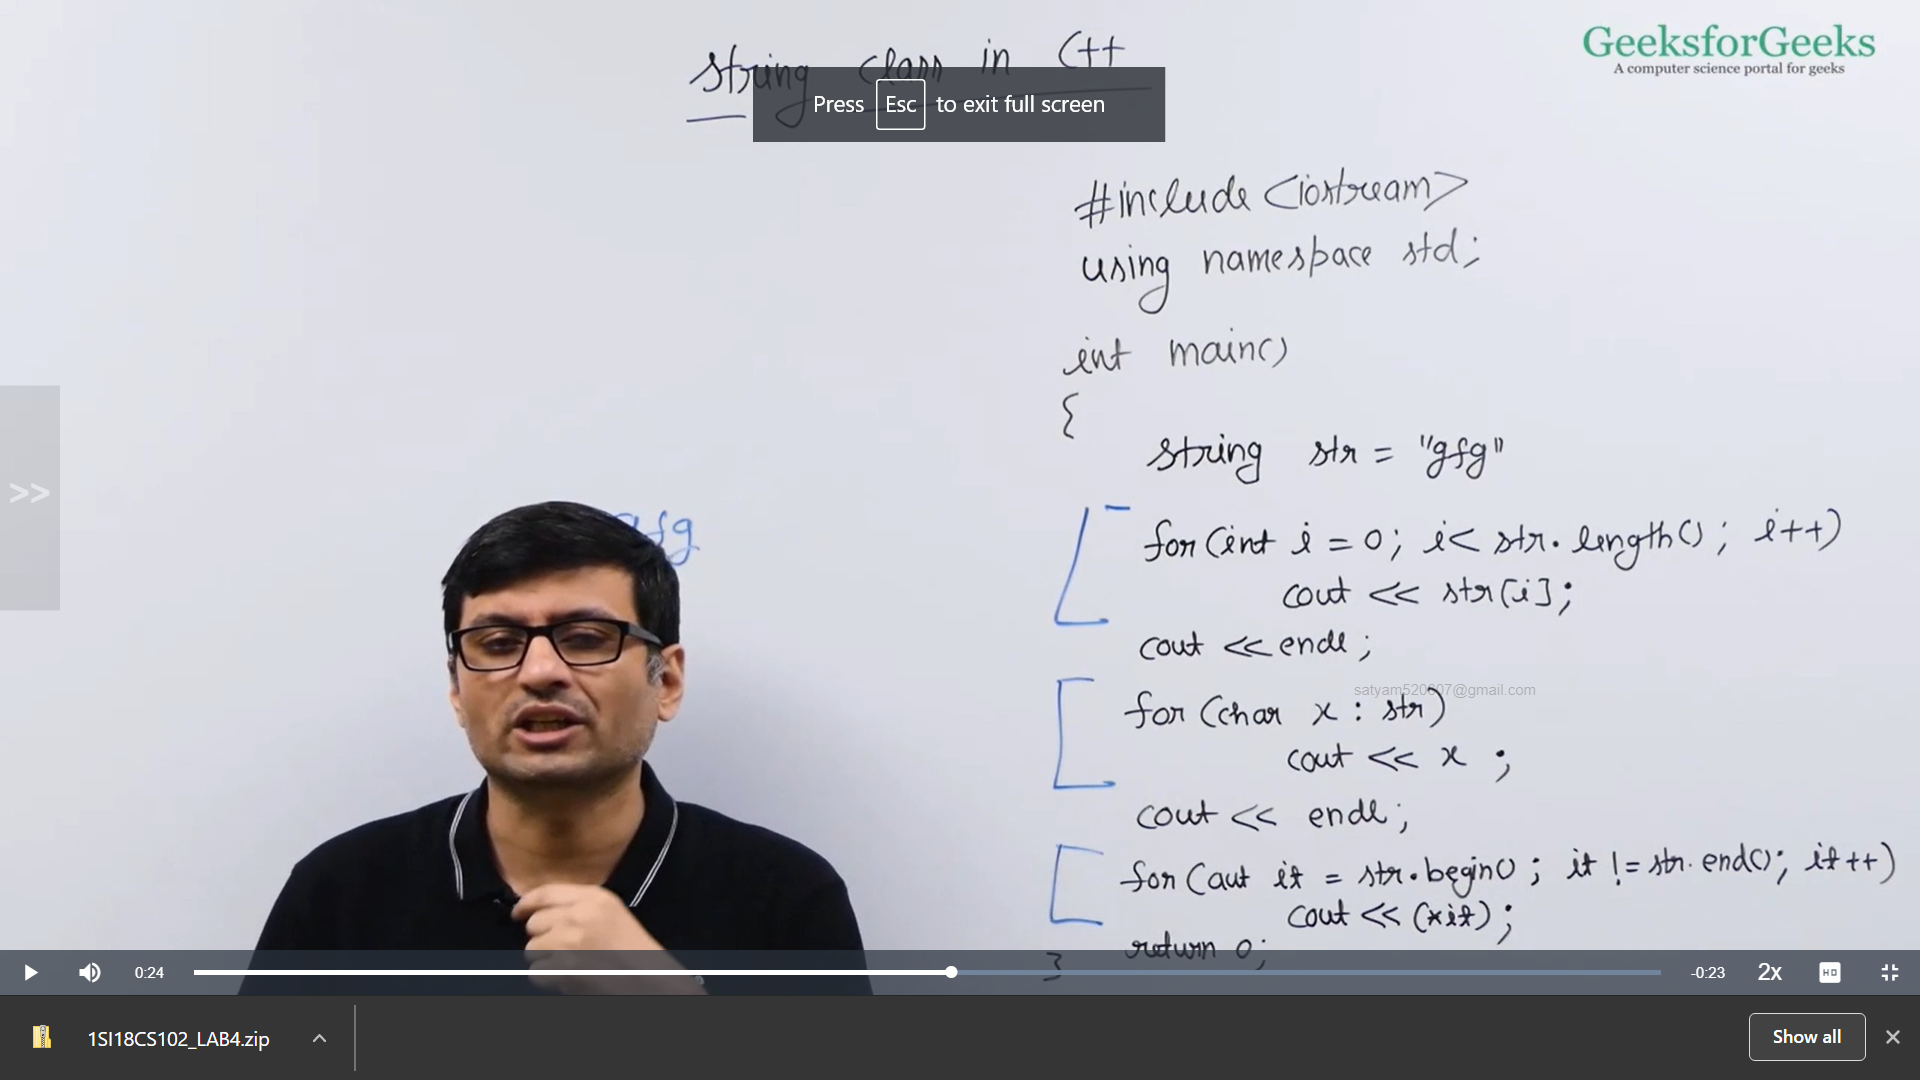 string class in C++
GeeksforGeeks
A computer science portal for geeks
Press Esc to exit full screen
#include <iostream>
using namespace std;
int main()
{
string str = "gfg"
for(int i = 0; i< str.length(); i++)
cout << str[i];
cout << endl;
satyam520607@gmail.com
for(char x : str)
cout << x ;
cout << endl;
for(aut it = str.begin(); it != str.end(); it++)
cout << (*it);
return 0;
}
gfg
>>
0:24
-0:23
2x
HD
1SI18CS102_LAB4.zip
Show all